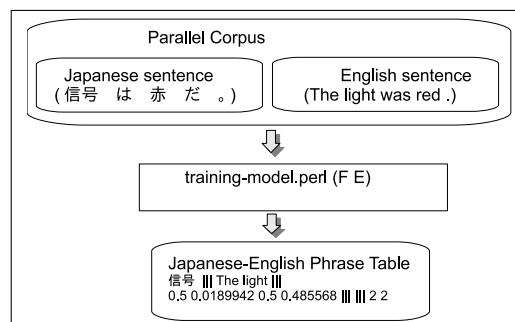 Parallel Corpus
Japanese sentence
(信号 は 赤 だ 。)
English sentence
(The light was red .)
training-model.perl (F E)
Japanese-English Phrase Table
信号 ||| The light |||
0.5 0.0189942 0.5 0.485568 ||| ||| 2 2